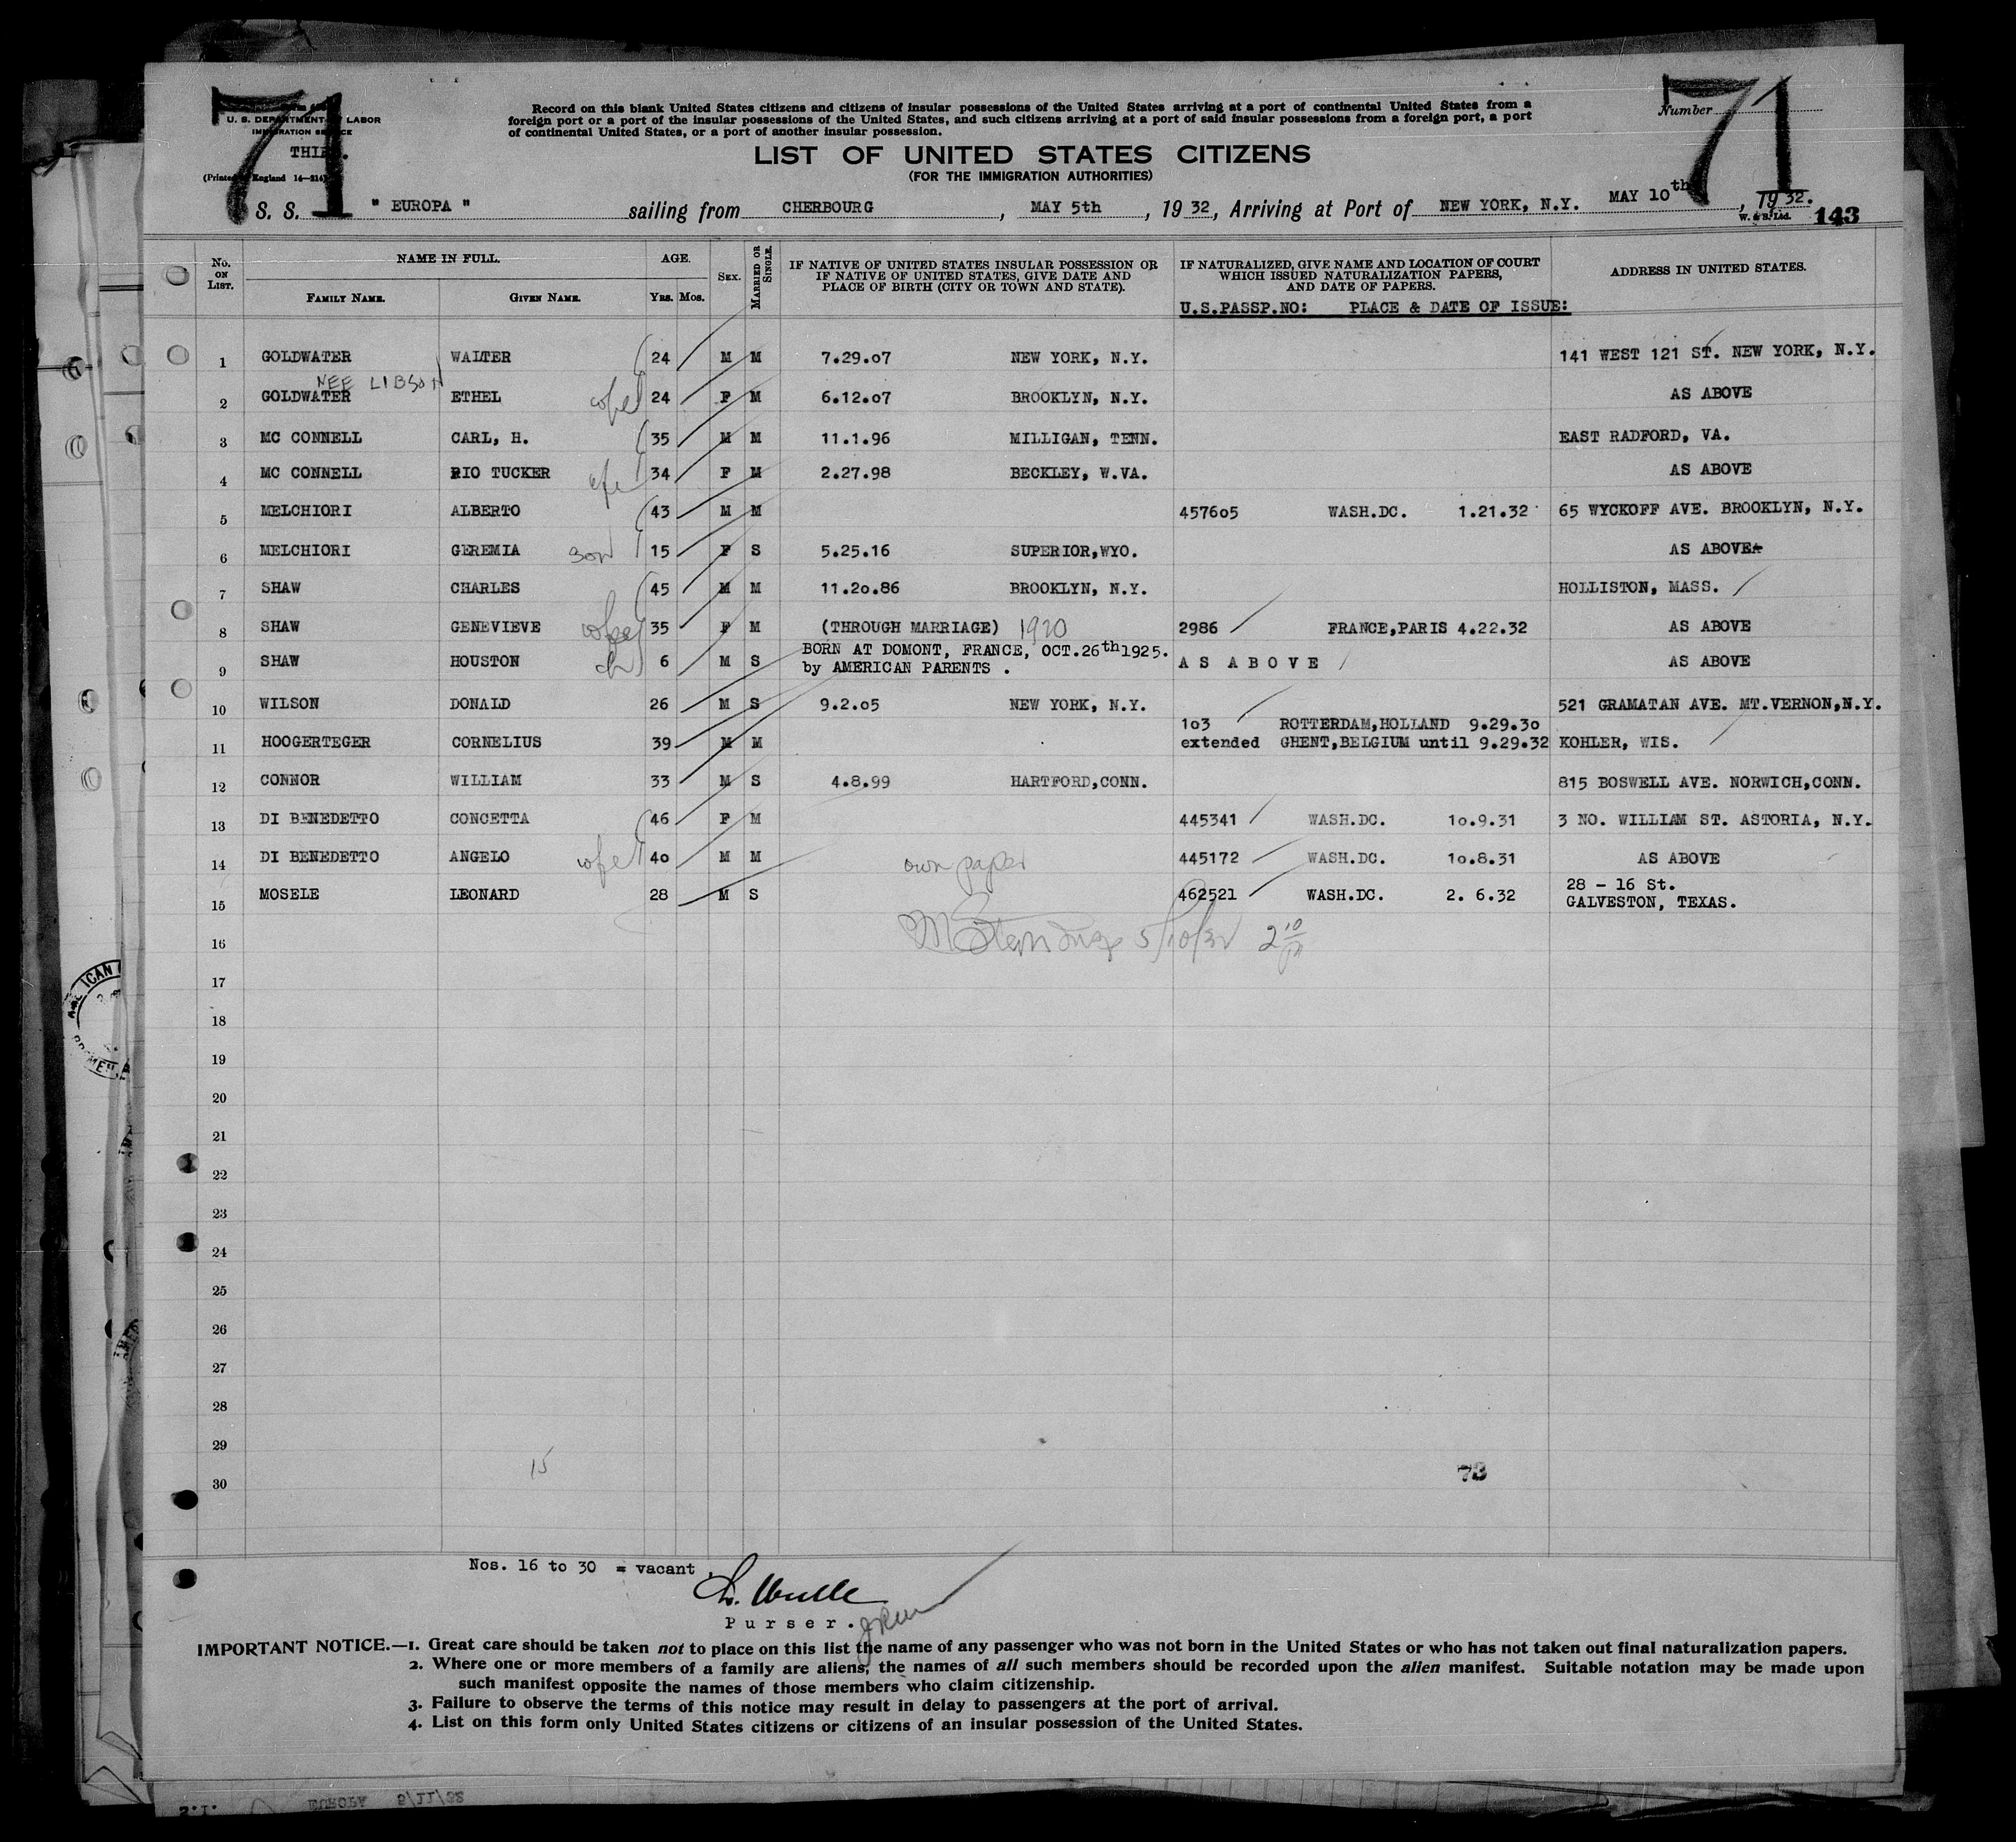 71
71
U. S. DEPARTMENT OF LABOR
IMMIGRATION SERVICE
THIRD.
(Printed in England 14—214)
Record on this blank United States citizens and citizens of insular possessions of the United States arriving at a port of continental United States from a
foreign port or a port of the insular possessions of the United States, and such citizens arriving at a port of said insular possessions from a foreign port, a port
of continental United States, or a port of another insular possession.
Number
LIST OF UNITED STATES CITIZENS
(FOR THE IMMIGRATION AUTHORITIES)
S. S. " EUROPA " sailing from CHERBOURG , MAY 5th , 19 32, Arriving at Port of NEW YORK, N.Y. MAY 10th , 19 32.
W. & S. Ltd. 143
No. ON LIST. NAME IN FULL. AGE. SEX. MARRIED OR SINGLE. IF NATIVE OF UNITED STATES INSULAR POSSESSION OR IF NATIVE OF UNITED STATES, GIVE DATE AND PLACE OF BIRTH (CITY OR TOWN AND STATE). IF NATURALIZED, GIVE NAME AND LOCATION OF COURT WHICH ISSUED NATURALIZATION PAPERS, AND DATE OF PAPERS. ADDRESS IN UNITED STATES.
FAMILY NAME. GIVEN NAME. YRS. MOS. U.S.PASSP.NO: PLACE & DATE OF ISSUE:
1 GOLDWATER WALTER 24 M M 7.29.07 NEW YORK, N.Y. 141 WEST 121 ST. NEW YORK, N.Y.
NEE LIBSON
2 GOLDWATER ETHEL wife 24 F M 6.12.07 BROOKLYN, N.Y. AS ABOVE
3 MC CONNELL CARL, H. 35 M M 11.1.96 MILLIGAN, TENN. EAST RADFORD, VA.
4 MC CONNELL RIO TUCKER wife 34 F M 2.27.98 BECKLEY, W.VA. AS ABOVE
5 MELCHIORI ALBERTO 43 M M 457605 WASH.DC. 1.21.32 65 WYCKOFF AVE. BROOKLYN, N.Y.
6 MELCHIORI GEREMIA son 15 F S 5.25.16 SUPERIOR,WYO. AS ABOVE
7 SHAW CHARLES 45 M M 11.20.86 BROOKLYN, N.Y. HOLLISTON, MASS.
8 SHAW GENEVIEVE wife 35 F M (THROUGH MARRIAGE) 1920 2986 FRANCE,PARIS 4.22.32 AS ABOVE
9 SHAW HOUSTON ch 6 M S BORN AT DOMONT, FRANCE, OCT.26th 1925. by AMERICAN PARENTS . AS ABOVE AS ABOVE
10 WILSON DONALD 26 M S 9.2.05 NEW YORK, N.Y. 521 GRAMATAN AVE. MT.VERNON,N.Y.
103 ROTTERDAM,HOLLAND 9.29.30
11 HOOGERTEGER CORNELIUS 39 M M extended GHENT,BELGIUM until 9.29.32 KOHLER, WIS.
12 CONNOR WILLIAM 33 M S 4.8.99 HARTFORD,CONN. 815 BOSWELL AVE. NORWICH,CONN.
13 DI BENEDETTO CONCETTA 46 F M 445341 WASH.DC. 10.9.31 3 NO. WILLIAM ST. ASTORIA, N.Y.
14 DI BENEDETTO ANGELO wife 40 M M own paper 445172 WASH.DC. 10.8.31 AS ABOVE
15 MOSELE LEONARD 28 M S 462521 WASH.DC. 2. 6.32 28 - 16 St. GALVESTON, TEXAS.
16 5/10/32
17
18
19
20
21
22
23
24
25
26
27
28
29
15 73
30
Nos. 16 to 30 = vacant
Purser.
IMPORTANT NOTICE.—1. Great care should be taken not to place on this list the name of any passenger who was not born in the United States or who has not taken out final naturalization papers.
2. Where one or more members of a family are aliens, the names of all such members should be recorded upon the alien manifest. Suitable notation may be made upon
such manifest opposite the names of those members who claim citizenship.
3. Failure to observe the terms of this notice may result in delay to passengers at the port of arrival.
4. List on this form only United States citizens or citizens of an insular possession of the United States.
EUROPA 5/11/32